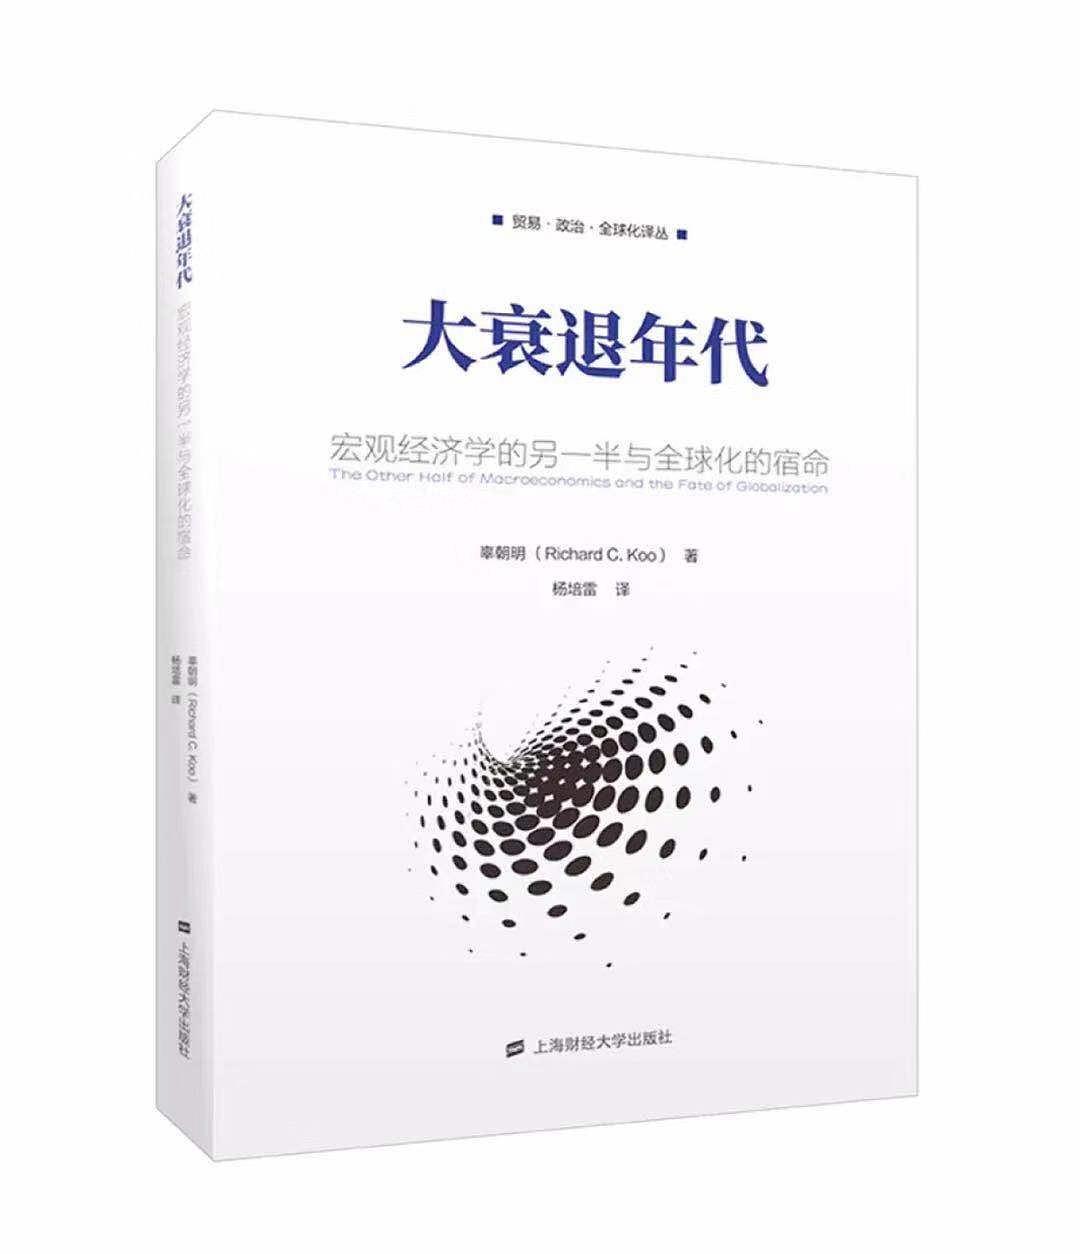 贸易·政治·全球化译丛
大衰退年代
宏观经济学的另一半与全球化的宿命
The Other Half of Macroeconomics and the Fate of Globalization
辜朝明（Richard C. Koo） 著
杨培雷 译
上海财经大学出版社
大衰退年代
宏观经济学的另一半与全球化的宿命
辜朝明（Richard C. Koo）著
杨培雷 译
上海财经大学出版社